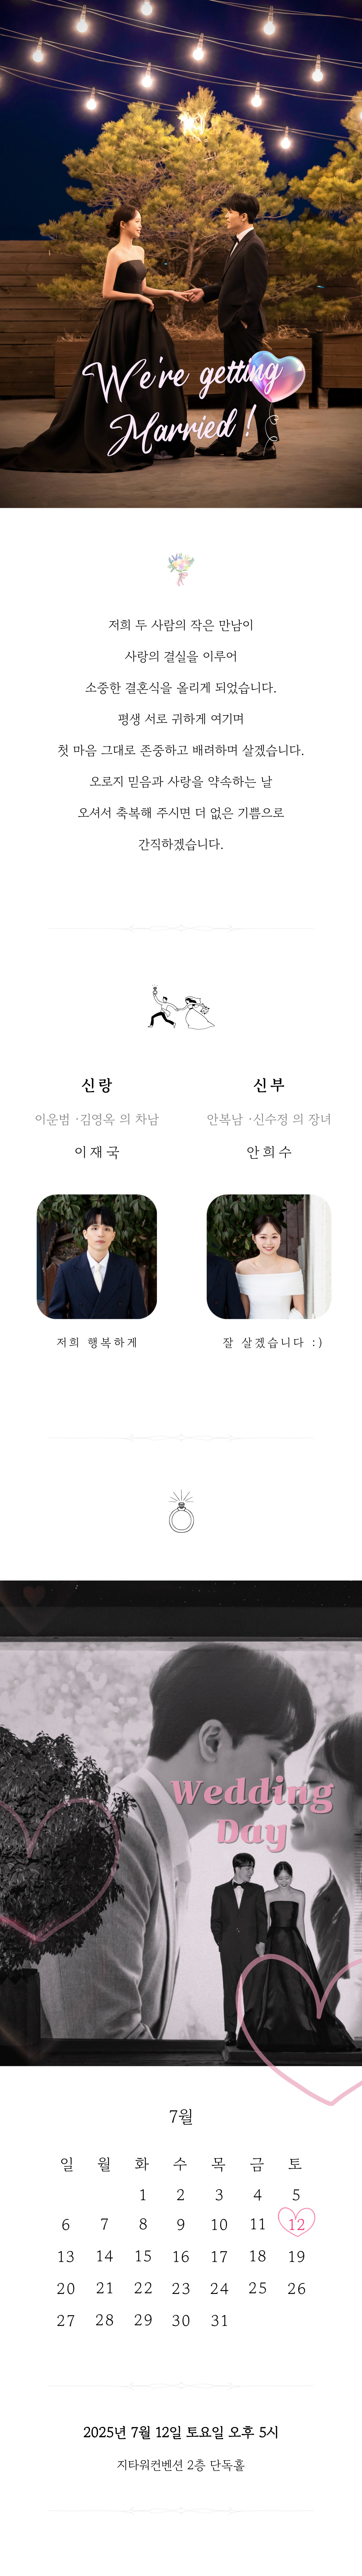 We're getting
Married !
저희 두 사람의 작은 만남이
사랑의 결실을 이루어
소중한 결혼식을 올리게 되었습니다.
평생 서로 귀하게 여기며
첫 마음 그대로 존중하고 배려하며 살겠습니다.
오로지 믿음과 사랑을 약속하는 날
오셔서 축복해 주시면 더 없은 기쁨으로
간직하겠습니다.
신랑
이운범 ·김영옥 의 차남
이재국
신부
안복남 ·신수정 의 장녀
안희수
저희 행복하게
잘 살겠습니다 :)
Wedding
Day
7월
일 월 화 수 목 금 토
1 2 3 4 5
6 7 8 9 10 11 12
13 14 15 16 17 18 19
20 21 22 23 24 25 26
27 28 29 30 31
2025년 7월 12일 토요일 오후 5시
지타워컨벤션 2층 단독홀